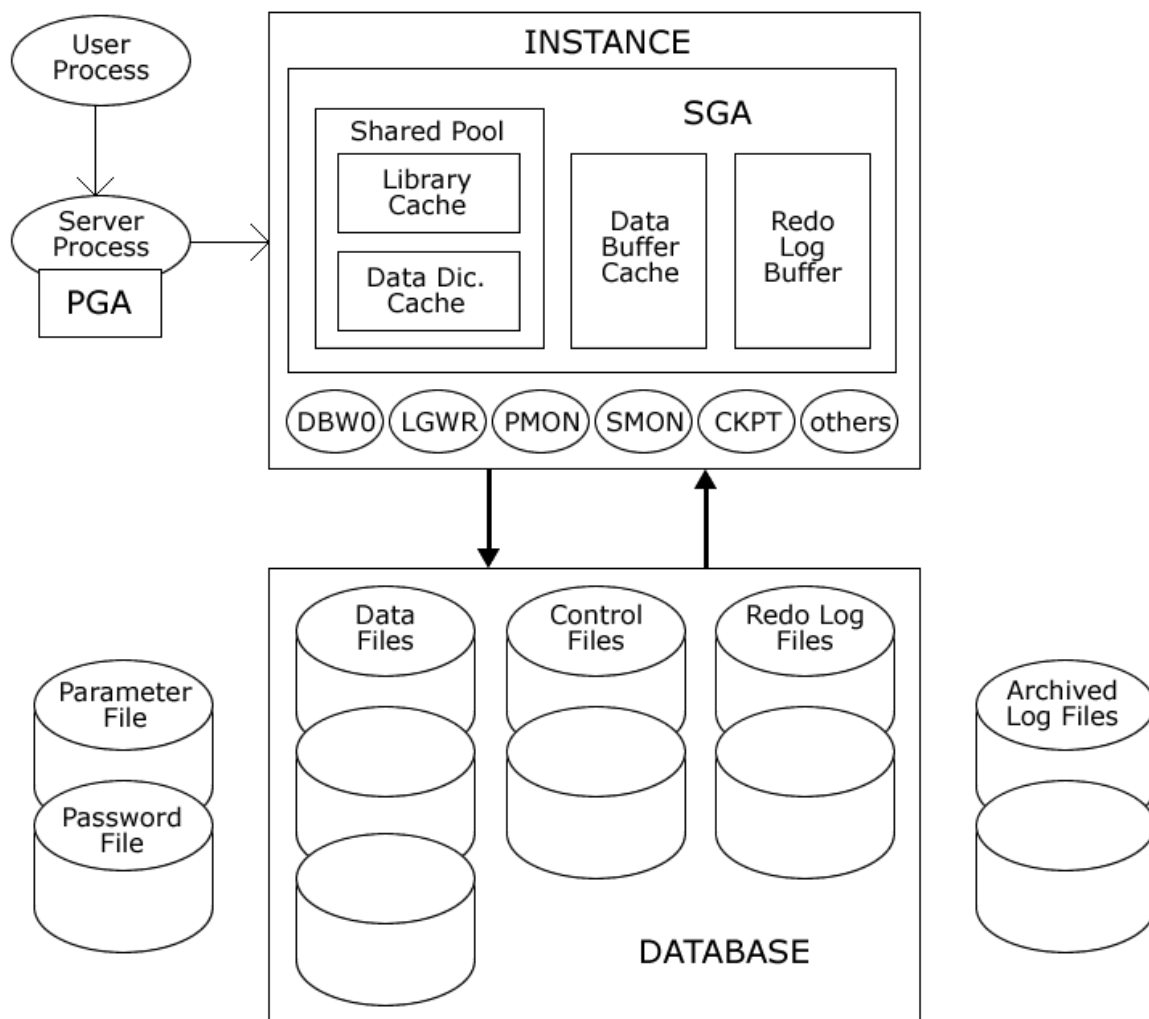 User
Process
INSTANCE
SGA
Shared Pool
Library
Cache
Data Dic.
Cache
Data
Buffer
Cache
Redo
Log
Buffer
Server
Process
PGA
DBW0
LGWR
PMON
SMON
CKPT
others
Data
Files
Control
Files
Redo Log
Files
Parameter
File
Password
File
Archived
Log Files
DATABASE